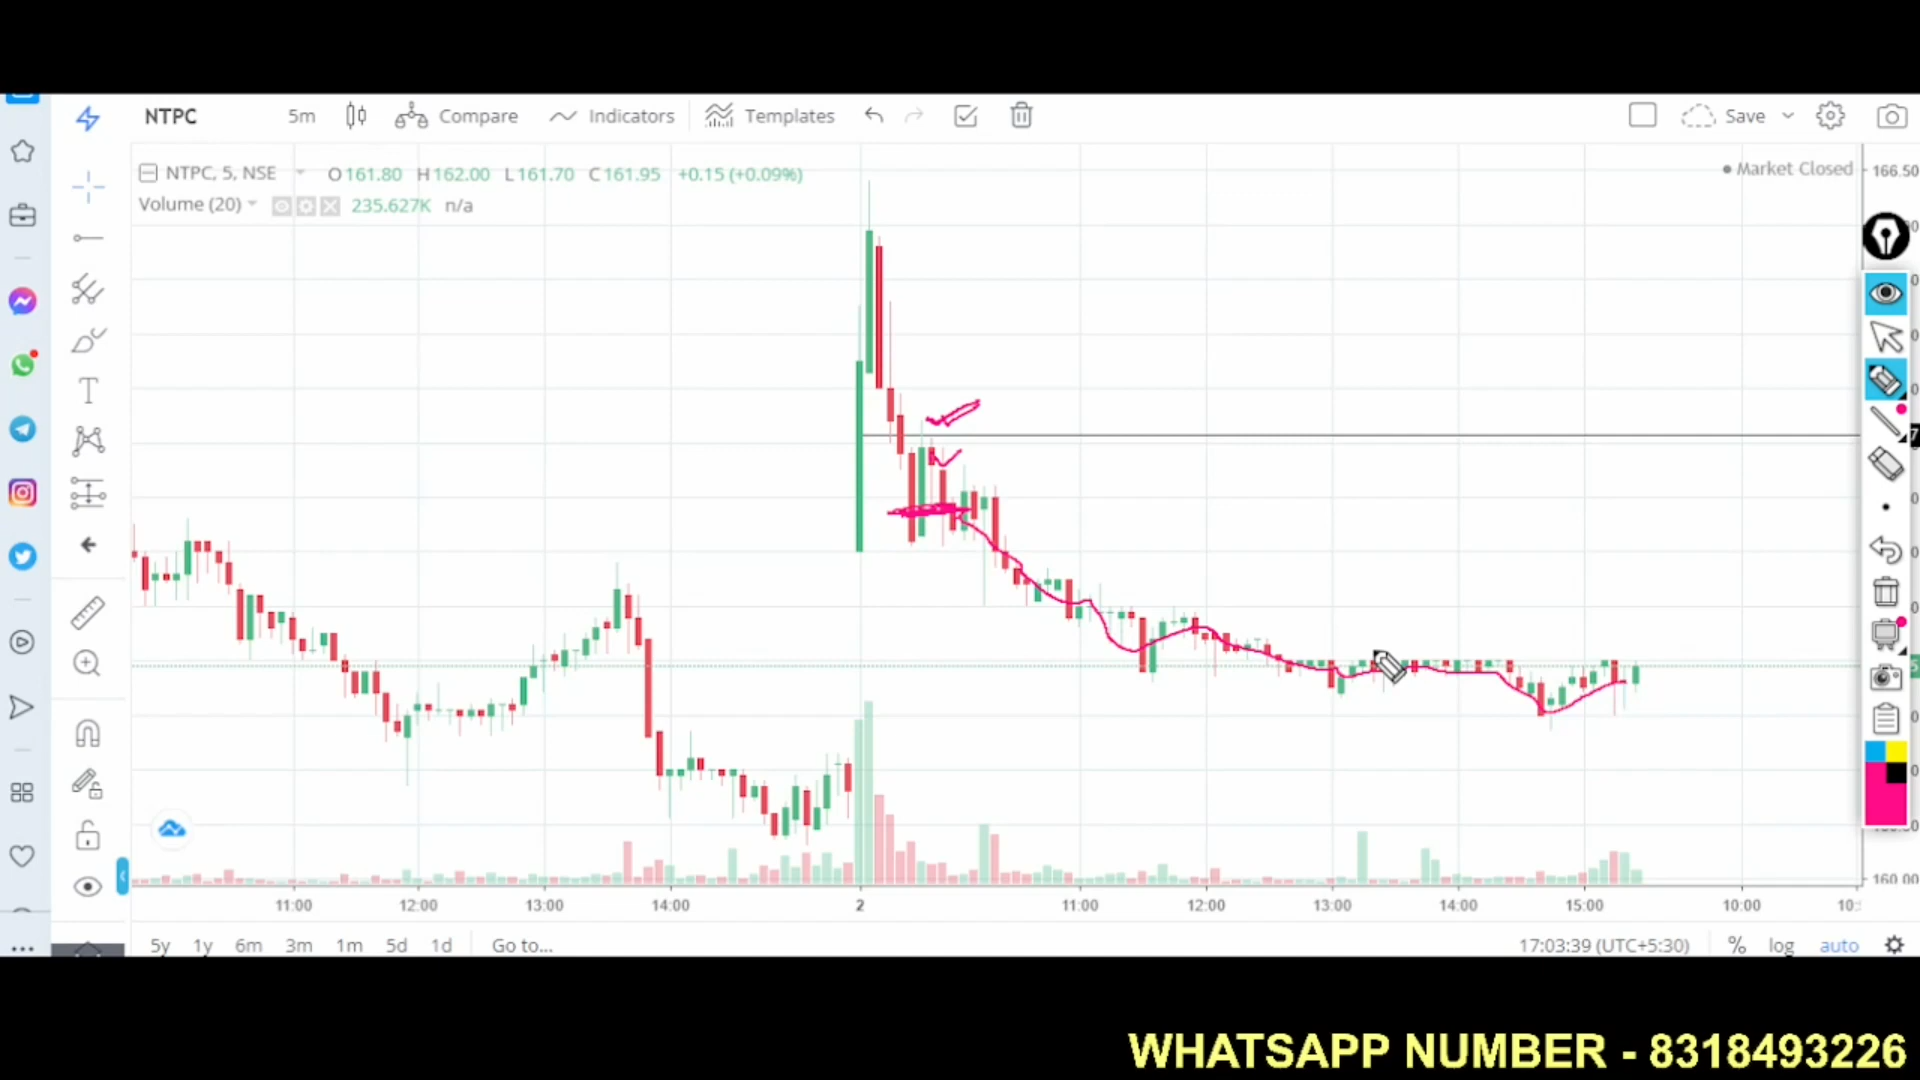 NTPC 5m Compare Indicators Templates Save
NTPC, 5, NSE O161.80 H162.00 L161.70 C161.95 +0.15 (+0.09%)
Market Closed 166.50
Volume (20) 235.627K n/a
160.00
11:00 12:00 13:00 14:00 2 11:00 12:00 13:00 14:00 15:00 10:00 10:
5y 1y 6m 3m 1m 5d 1d Go to... 17:03:39 (UTC+5:30) % log auto
WHATSAPP NUMBER - 8318493226